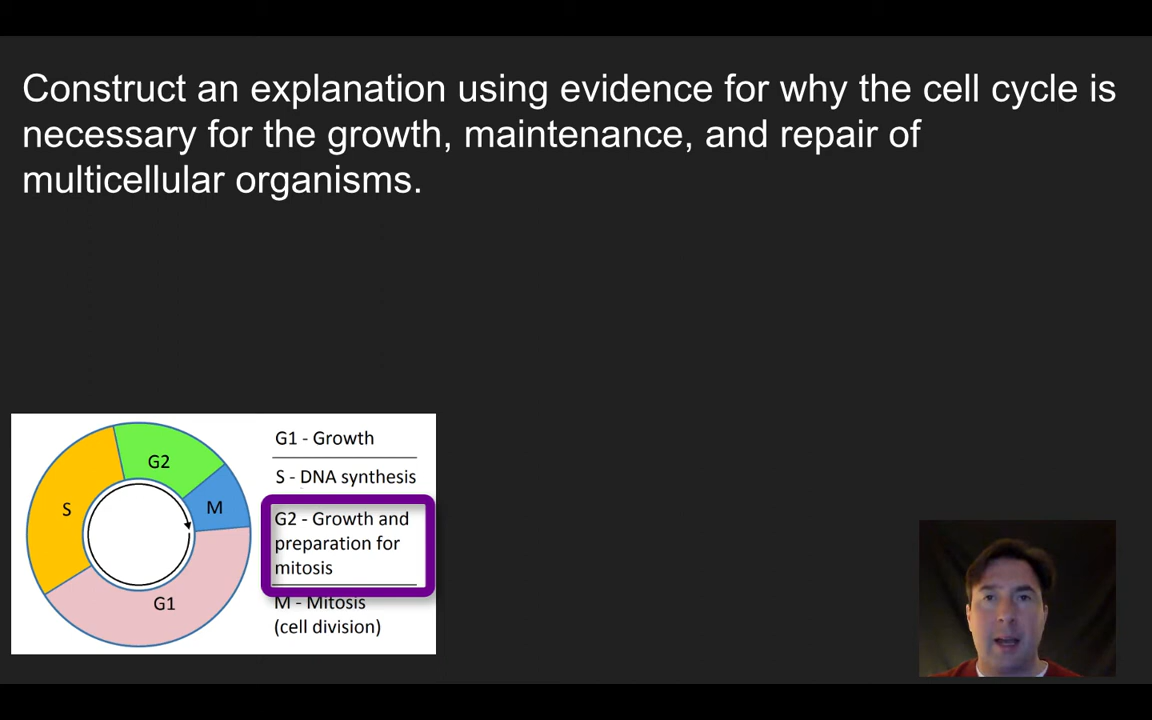 Construct an explanation using evidence for why the cell cycle is
necessary for the growth, maintenance, and repair of
multicellular organisms.
G2
S
M
G1
G1 - Growth
S - DNA synthesis
G2 - Growth and
preparation for
mitosis
M - Mitosis
(cell division)